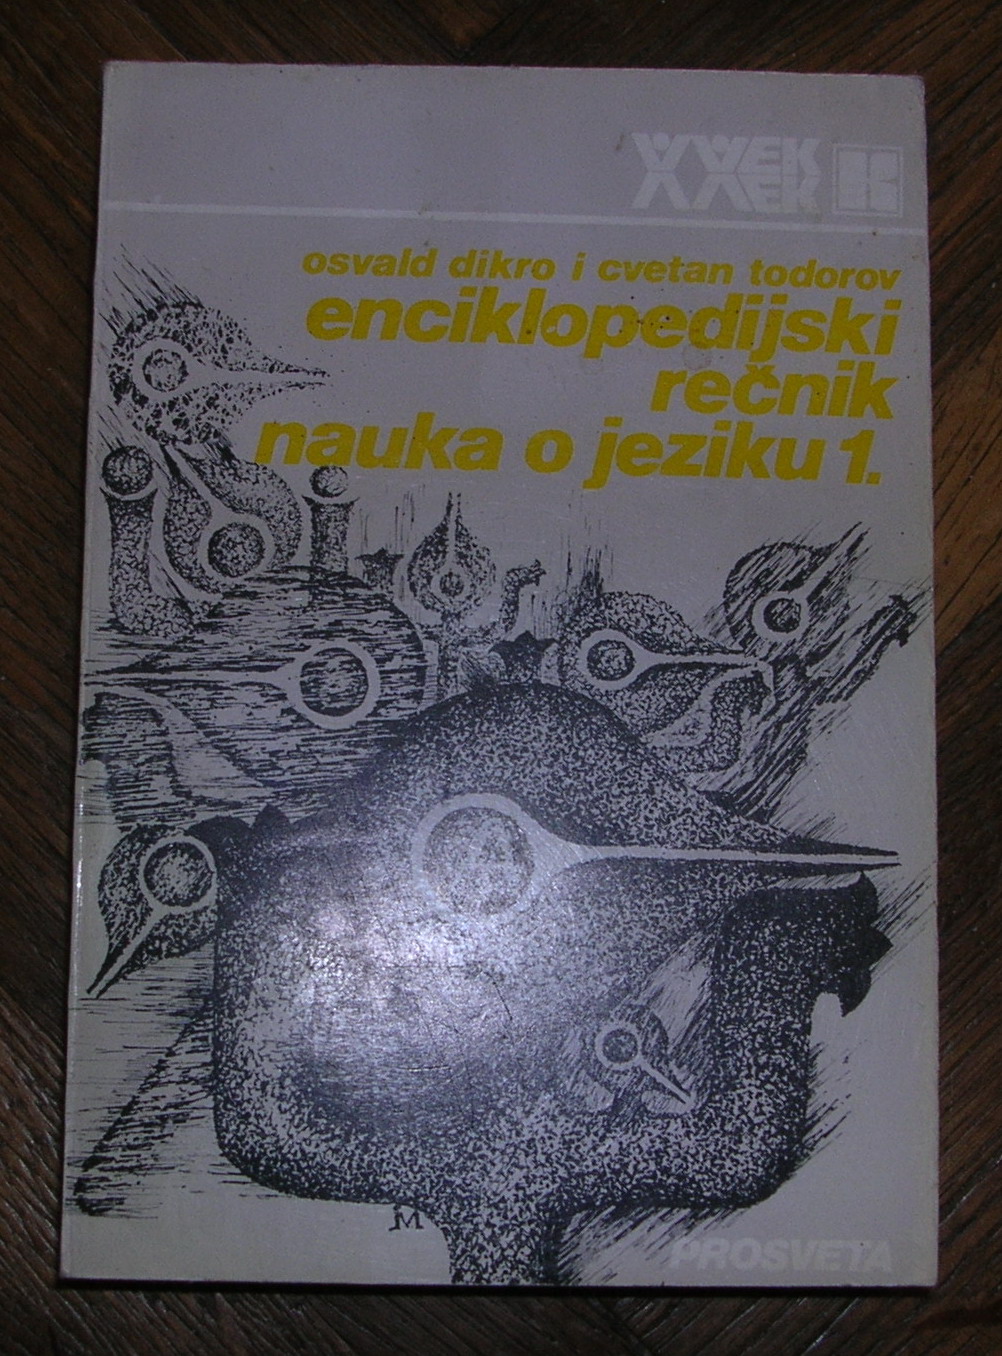 XX VEK
osvald dikro i cvetan todorov
enciklopedijski
rečnik
nauka o jeziku 1.
M
PROSVETA